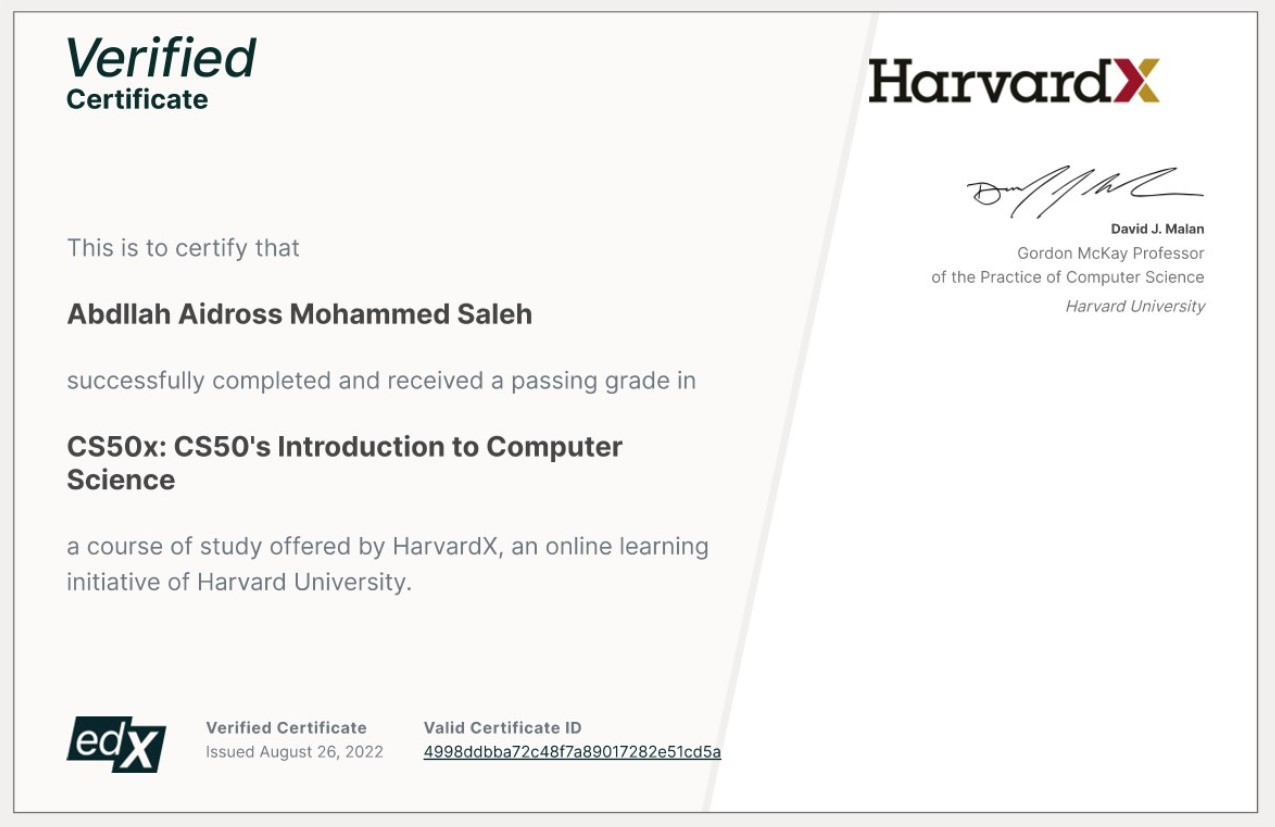 Verified
Certificate
HarvardX
David J. Malan
Gordon McKay Professor
of the Practice of Computer Science
Harvard University
This is to certify that
Abdllah Aidross Mohammed Saleh
successfully completed and received a passing grade in
CS50x: CS50's Introduction to Computer
Science
a course of study offered by HarvardX, an online learning
initiative of Harvard University.
edX
Verified Certificate
Issued August 26, 2022
Valid Certificate ID
4998ddbba72c48f7a89017282e51cd5a